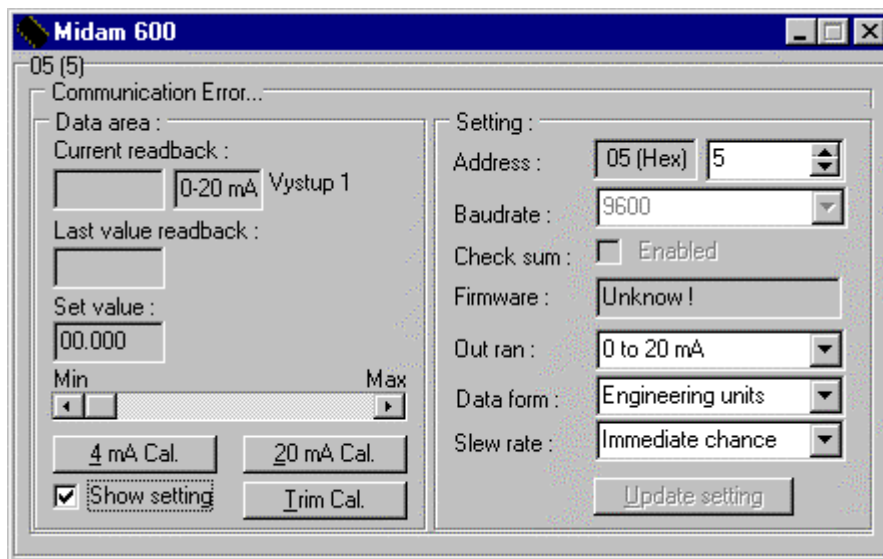 Midam 600
05 (5)
Communication Error...
Data area :
Current readback :
0-20 mA Vystup 1
Last value readback :
Set value :
00.000
Min Max
4 mA Cal. 20 mA Cal.
Show setting Trim Cal.
Setting :
Address : 05 (Hex) 5
Baudrate : 9600
Check sum : Enabled
Firmware : Unknow !
Out ran : 0 to 20 mA
Data form : Engineering units
Slew rate : Immediate chance
Update setting